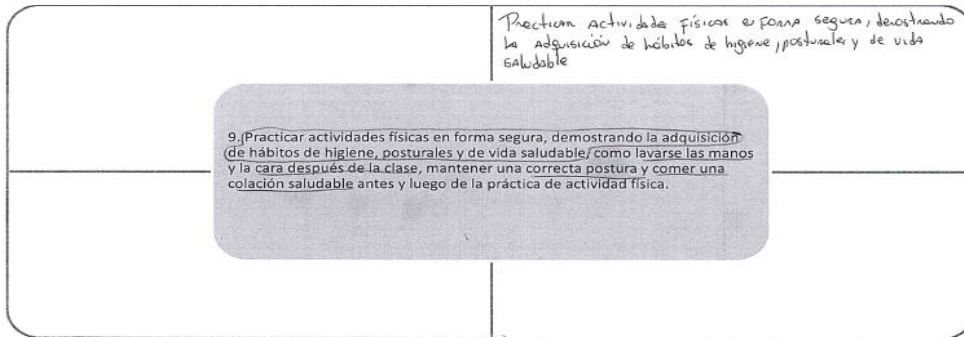 Practicar actividades físicas en forma segura, demostrando
la adquisición de hábitos de higiene, posturales y de vida
saludable
9. Practicar actividades físicas en forma segura, demostrando la adquisición
de hábitos de higiene, posturales y de vida saludable, como lavarse las manos
y la cara después de la clase, mantener una correcta postura y comer una
colación saludable antes y luego de la práctica de actividad física.